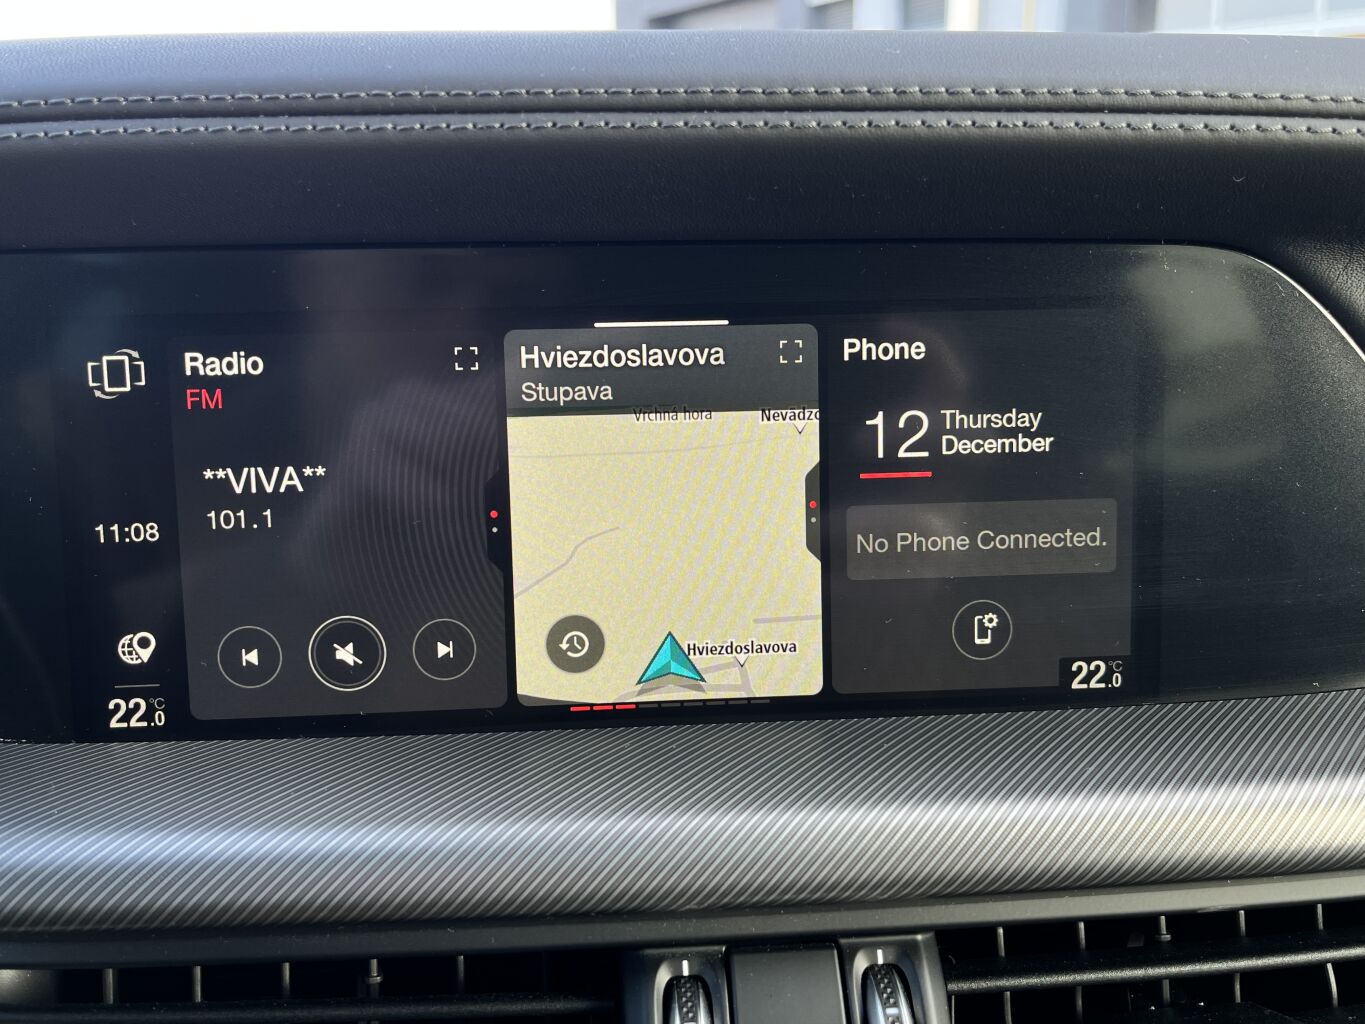 Radio
FM
**VIVA**
101.1
11:08
22.0 °C
Hviezdoslavova
Stupava
Vrchná hora
Hviezdoslavova
Phone
12
Thursday
December
No Phone Connected.
22.0 °C